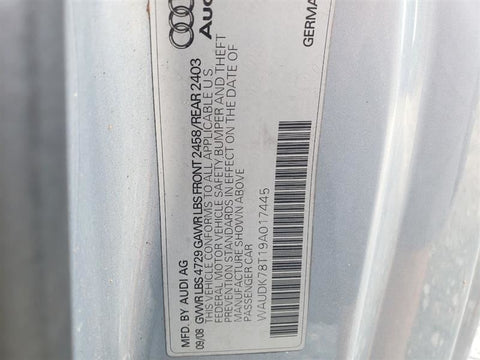 Aud
GERMA
MFD. BY AUDI AG
09/08 GVWR LBS 4729 GAWR LBS FRONT 2458/REAR 2403
THIS VEHICLE CONFORMS TO ALL APPLICABLE U.S.
FEDERAL MOTOR VEHICLE SAFETY BUMPER AND THEFT
PREVENTION STANDARDS IN EFFECT ON THE DATE OF
MANUFACTURE SHOWN ABOVE
PASSENGER CAR
WAUDK78T19A017445